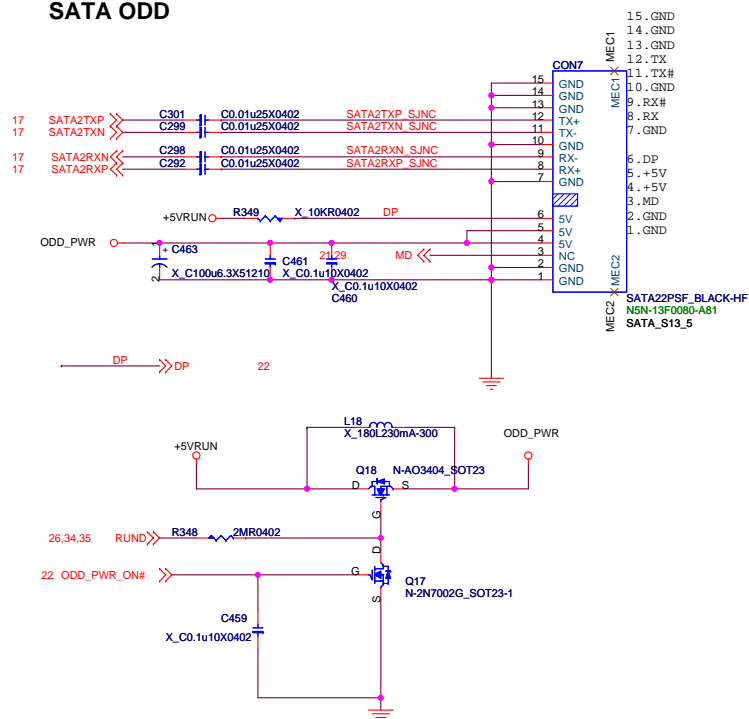 SATA ODD
15.GND
14.GND
13.GND
12.TX
11.TX#
10.GND
9.RX#
8.RX
7.GND
6.DP
5.+5V
4.+5V
3.MD
2.GND
1.GND
MEC1
CON7
MEC1
15 GND
14 GND
13 GND
12 TX+
11 TX-
10 GND
9 RX-
8 RX+
7 GND
6 5V
5 5V
4 5V
3 NC
2 GND
1 GND
MEC2
MEC2
SATA22PSF_BLACK-HF
N5N-13F0080-A81
SATA_S13_5
17 SATA2TXP C301 C0.01u25X0402 SATA2TXP_SJNC
17 SATA2TXN C299 C0.01u25X0402 SATA2TXN_SJNC
17 SATA2RXN C298 C0.01u25X0402 SATA2RXN_SJNC
17 SATA2RXP C292 C0.01u25X0402 SATA2RXP_SJNC
+5VRUN R349 X_10KR0402 DP
ODD_PWR
1 + C463 2
X_C100u6.3X51210
C461
X_C0.1u10X0402
21,29 MD
X_C0.1u10X0402
C460
DP DP 22
L18
X_180L230mA-300
+5VRUN
ODD_PWR
Q18 N-AO3404_SOT23
D S
G
26,34,35 RUND R348 2MR0402
D
22 ODD_PWR_ON# G
Q17
N-2N7002G_SOT23-1
S
C459
X_C0.1u10X0402